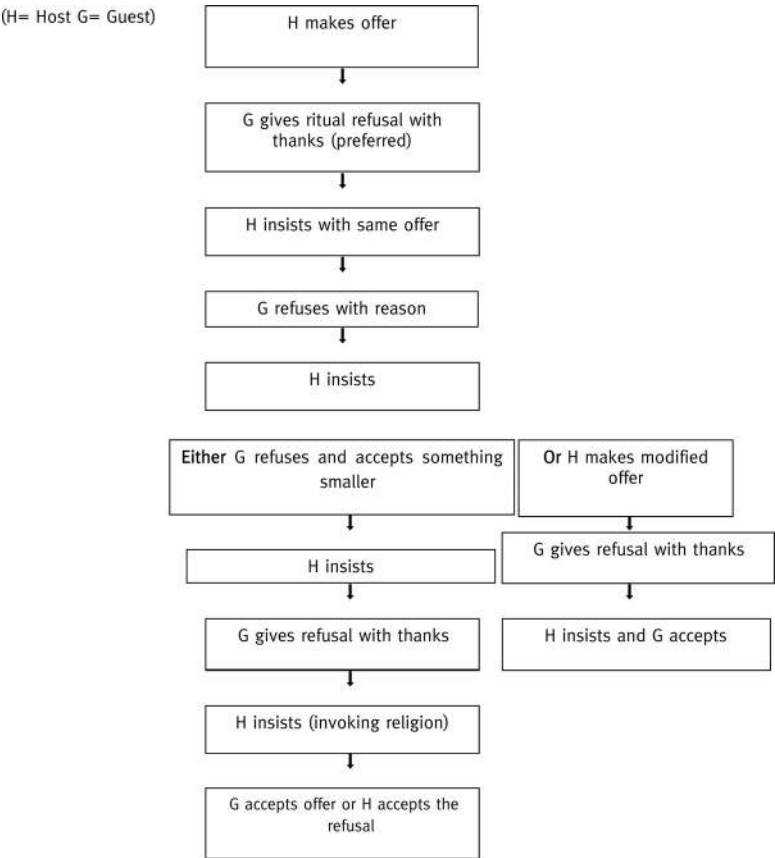 (H= Host G= Guest)
H makes offer
G gives ritual refusal with
thanks (preferred)
H insists with same offer
G refuses with reason
H insists
Either G refuses and accepts something
smaller
Or H makes modified
offer
H insists
G gives refusal with thanks
G gives refusal with thanks
H insists and G accepts
H insists (invoking religion)
G accepts offer or H accepts the
refusal